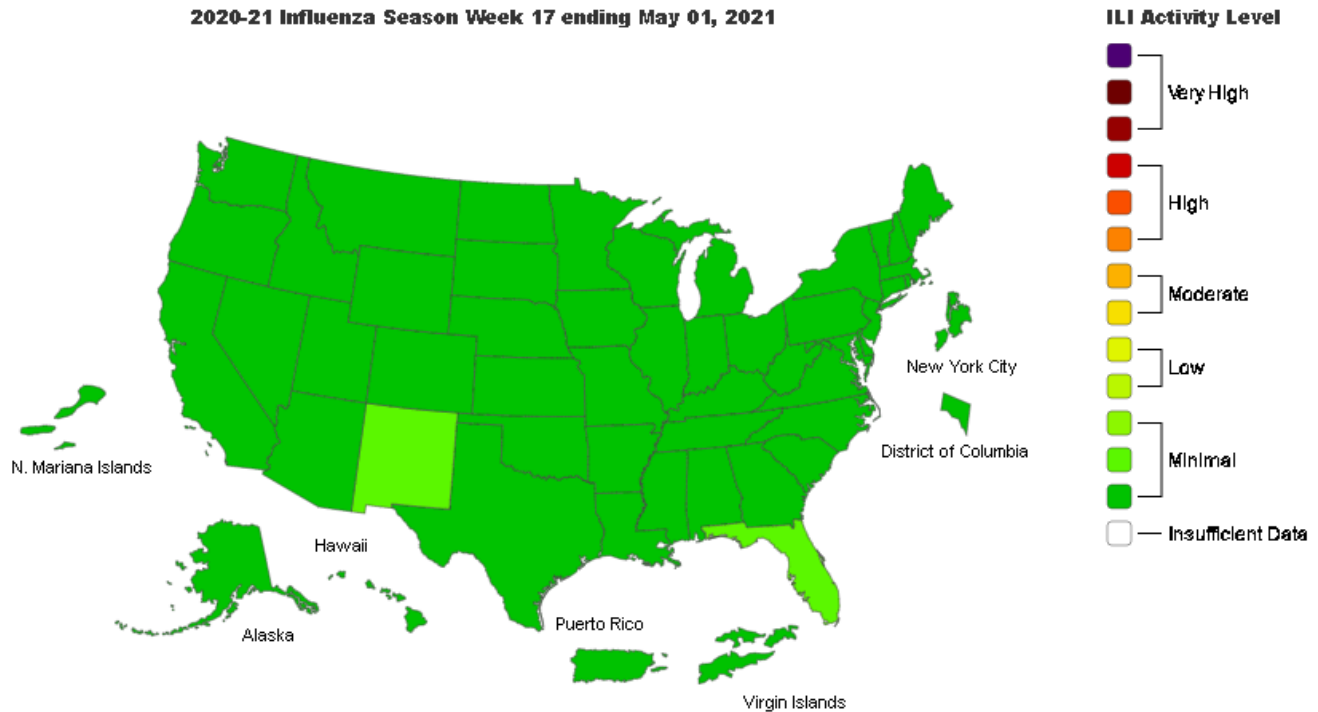 2020-21 Influenza Season Week 17 ending May 01, 2021
ILI Activity Level
Very High
High
Moderate
Low
Minimal
Insufficient Data
New York City
District of Columbia
N. Mariana Islands
Hawaii
Alaska
Puerto Rico
Virgin Islands